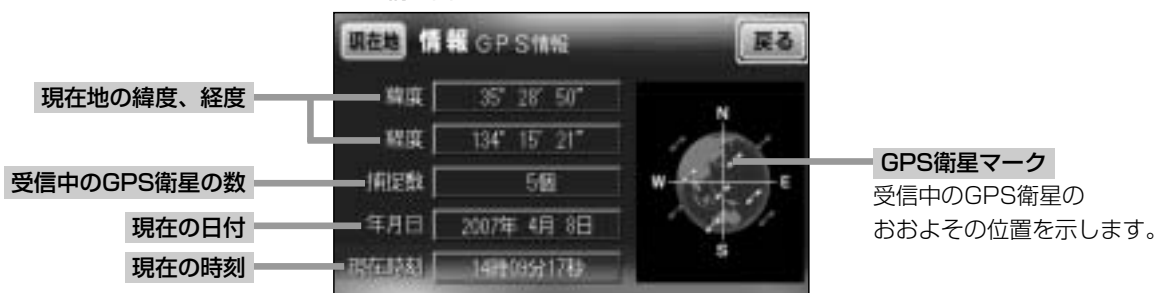 現在地 情報 GPS情報 戻る
現在地の緯度、経度
緯度 35° 28′ 50″
経度 134° 15′ 21″
受信中のGPS衛星の数
捕捉数 5個
現在の日付
年月日 2007年 4月 8日
現在の時刻
現在時刻 14時09分17秒
N
W
E
S
GPS衛星マーク
受信中のGPS衛星の
おおよその位置を示します。